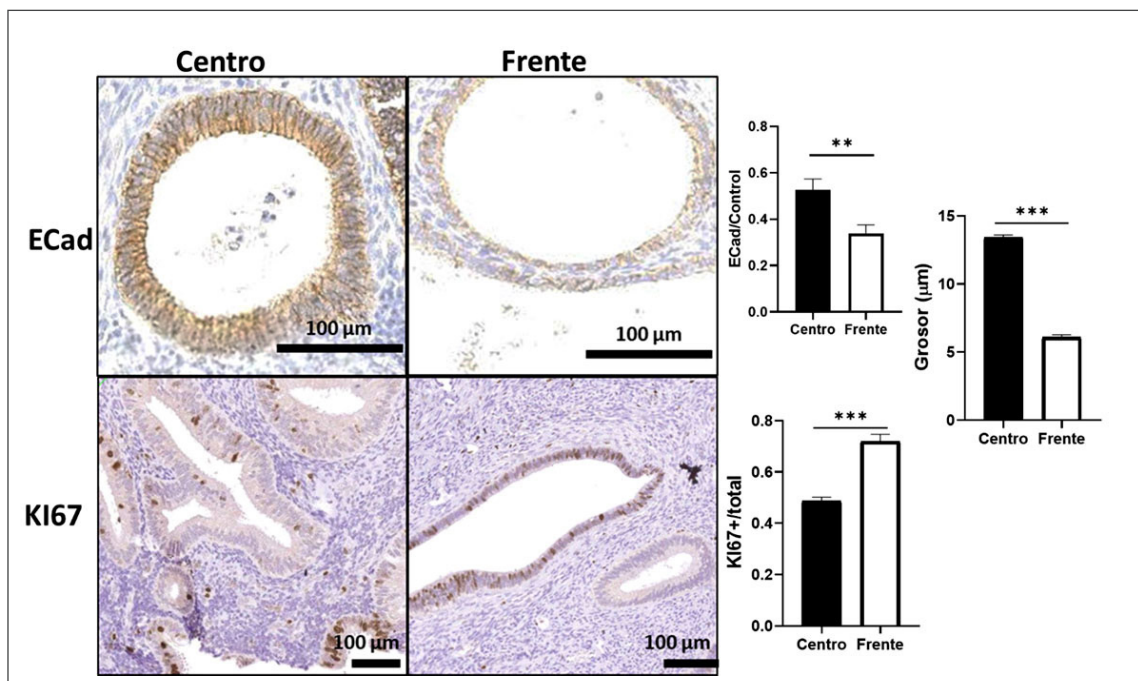 Centro
Frente
ECad
100 µm
100 µm
KI67
100 µm
100 µm
ECad/Control
0.8
0.6
0.4
0.2
0.0
**
Centro
Frente
Grosor (µm)
15
10
5
0
***
Centro
Frente
KI67+/total
0.8
0.6
0.4
0.2
0.0
***
Centro
Frente